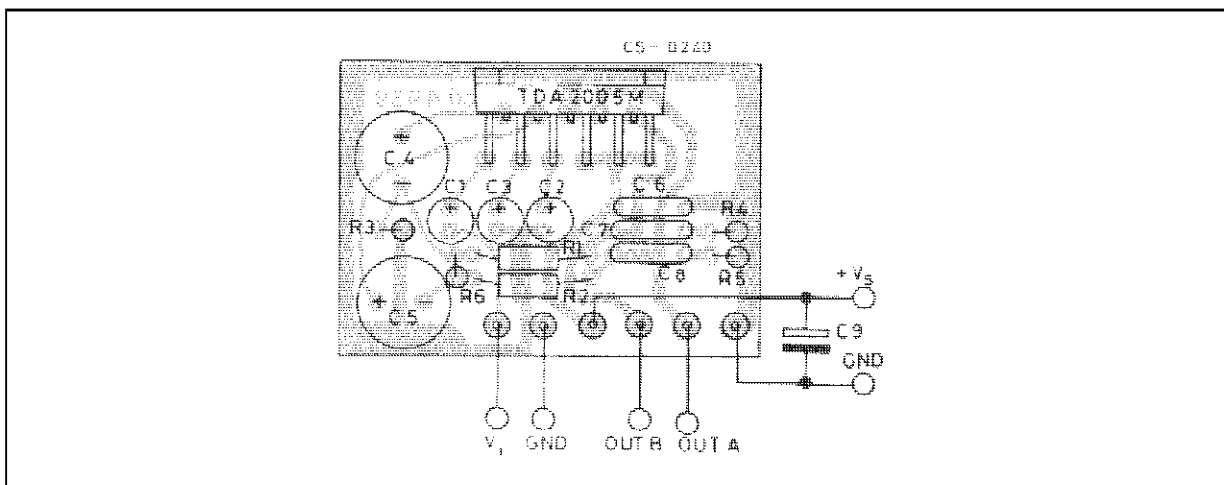 CS-0240
TDA2005M
+
C4
−
C3
C2
+
+
+
C6
R4
R3
C7
R1
C8
R5
R6
R2
+ −
C5
+Vs
C9
GND
Vi
GND
OUT B
OUT A